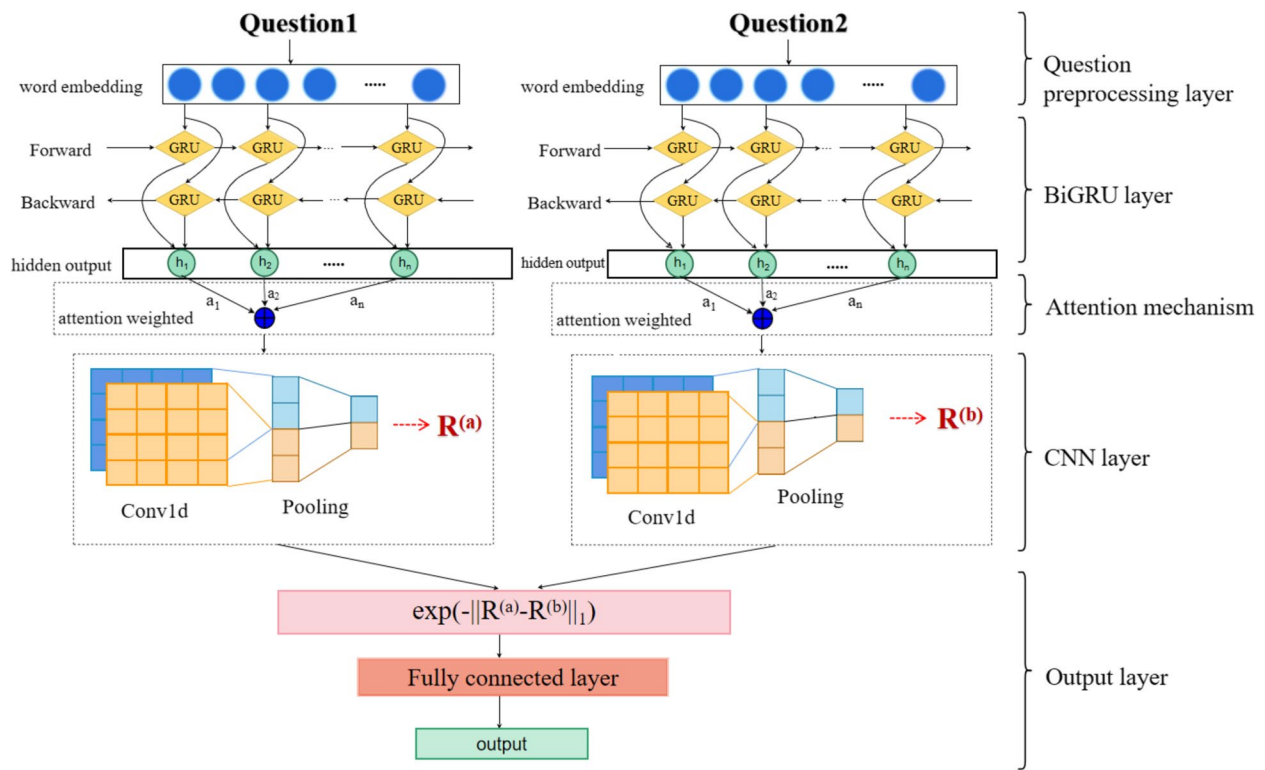 Question1
Question2
word embedding
.....
word embedding
.....
Question
preprocessing layer
Forward
GRU
GRU
...
GRU
Forward
GRU
GRU
...
GRU
Backward
GRU
GRU
...
GRU
Backward
GRU
GRU
...
GRU
BiGRU layer
hidden output
h₁
h₂
.....
hₙ
hidden output
h₁
h₂
.....
hₙ
a₁
a₂
aₙ
attention weighted
a₁
a₂
aₙ
attention weighted
Attention mechanism
R⁽ᵃ⁾
Conv1d
Pooling
R⁽ᵇ⁾
Conv1d
Pooling
CNN layer
exp(-||R⁽ᵃ⁾-R⁽ᵇ⁾||₁)
Fully connected layer
output
Output layer